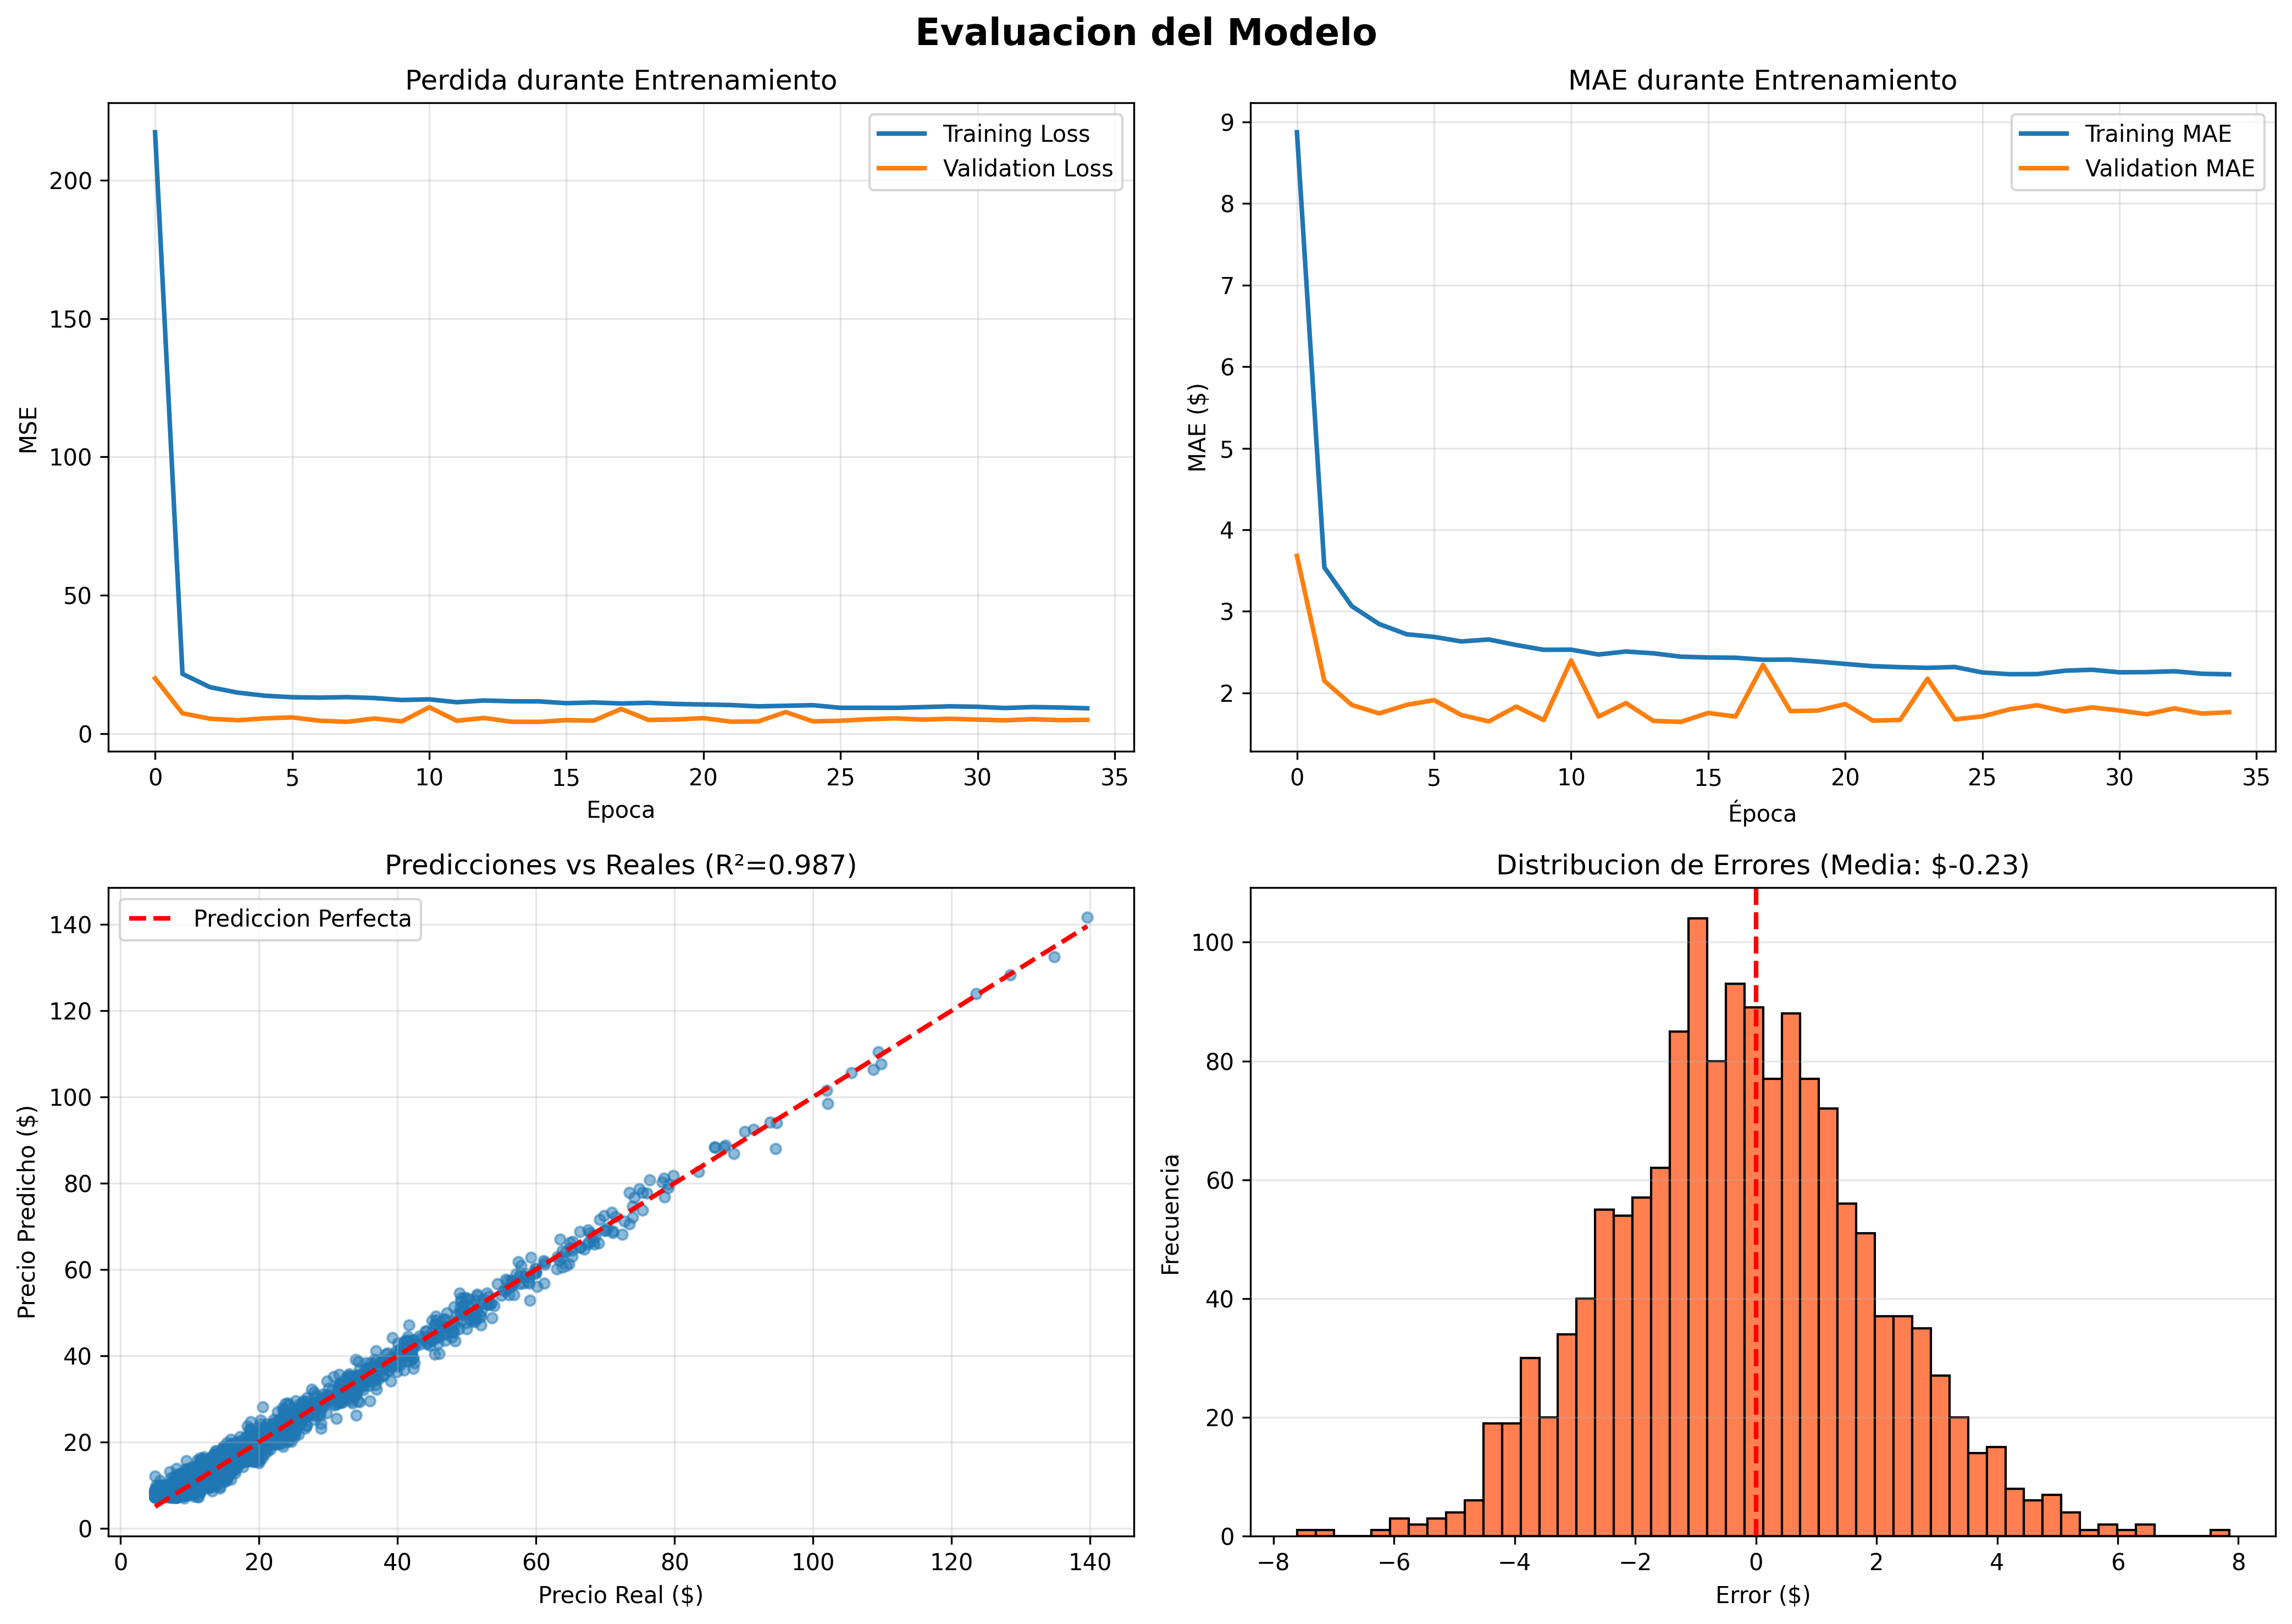 Evaluacion del Modelo
Perdida durante Entrenamiento
MSE
200
150
100
50
0
Training Loss
Validation Loss
0 5 10 15 20 25 30 35
Epoca
MAE durante Entrenamiento
MAE ($)
9
8
7
6
5
4
3
2
Training MAE
Validation MAE
0 5 10 15 20 25 30 35
Época
Predicciones vs Reales (R²=0.987)
Precio Predicho ($)
140
120
100
80
60
40
20
0
Prediccion Perfecta
0 20 40 60 80 100 120 140
Precio Real ($)
Distribucion de Errores (Media: $-0.23)
Frecuencia
100
80
60
40
20
0
−8 −6 −4 −2 0 2 4 6 8
Error ($)